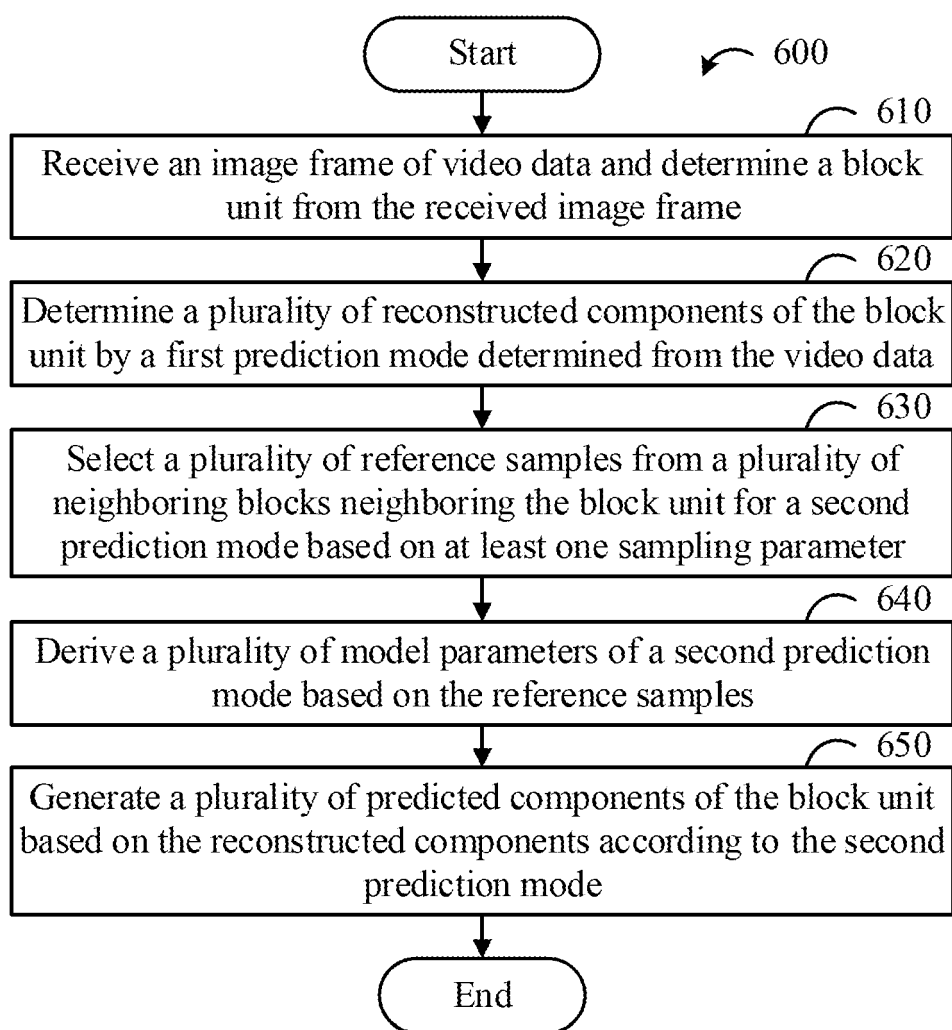 Start
600
610
Receive an image frame of video data and determine a block
unit from the received image frame
620
Determine a plurality of reconstructed components of the block
unit by a first prediction mode determined from the video data
630
Select a plurality of reference samples from a plurality of
neighboring blocks neighboring the block unit for a second
prediction mode based on at least one sampling parameter
640
Derive a plurality of model parameters of a second prediction
mode based on the reference samples
650
Generate a plurality of predicted components of the block unit
based on the reconstructed components according to the second
prediction mode
End